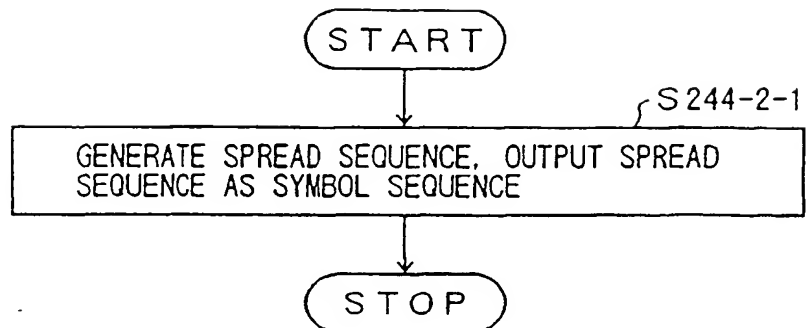 START
S244-2-1
GENERATE SPREAD SEQUENCE, OUTPUT SPREAD
SEQUENCE AS SYMBOL SEQUENCE
STOP